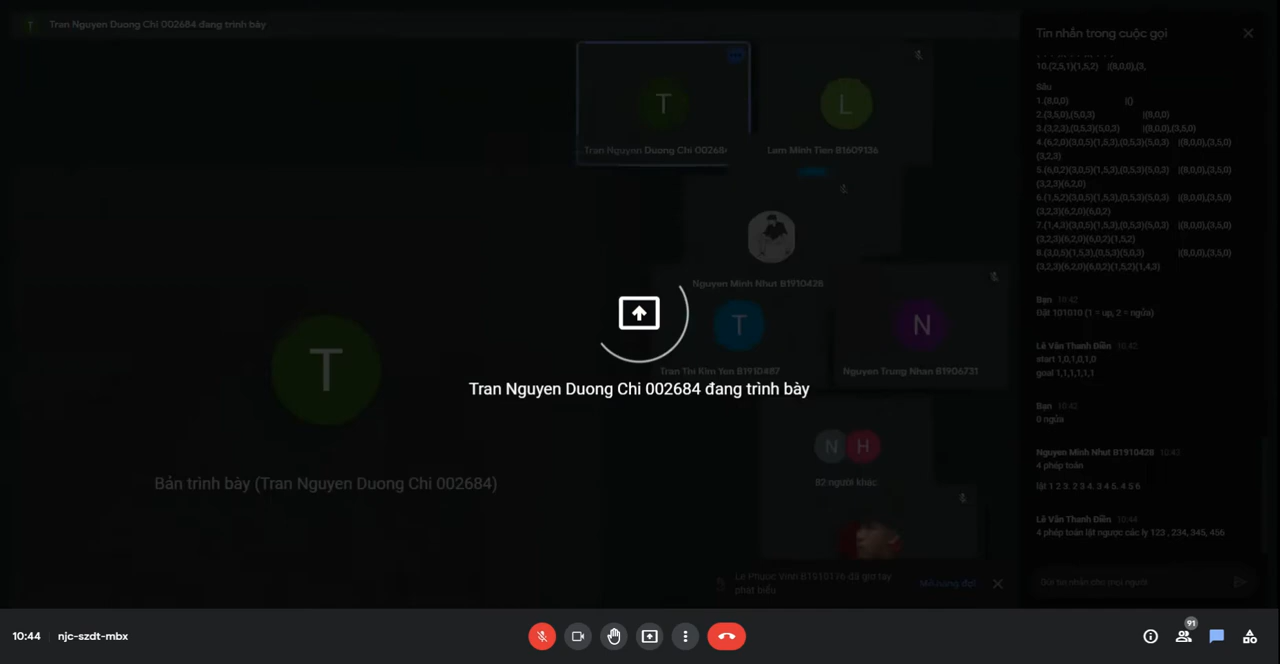 T
Tran Nguyen Duong Chi 002684 đang trình bày
T
Tran Nguyen Duong Chi 00268
L
Lam Minh Tien B1609136
Nguyen Minh Nhut B1910428
T
Tran Thi Kim Yen B1910487
N
Nguyen Trung Nhan B1906731
T
Tran Nguyen Duong Chi 002684 đang trình bày
N H
82 người khác
Bản trình bày (Tran Nguyen Duong Chi 002684)
phát biểu
Tin nhắn trong cuộc gọi
10.(2,5,1)(1,5,2) |(8,0,0),(3,
Sáu
1.(8,0,0) |()
2.(3,5,0),(5,0,3) |(8,0,0)
3.(3,2,3),(0,5,3)(5,0,3) |(8,0,0),(3,5,0)
4.(6,2,0)(3,0,5)(1,5,3),(0,5,3)(5,0,3) |(8,0,0),(3,5,0)
(3,2,3)
5.(6,0,2)(3,0,5)(1,5,3),(0,5,3)(5,0,3) |(8,0,0),(3,5,0)
(3,2,3)(6,2,0)
6.(1,5,2)(3,0,5)(1,5,3),(0,5,3)(5,0,3) |(8,0,0),(3,5,0)
(3,2,3)(6,2,0)(6,0,2)
7.(1,4,3)(3,0,5)(1,5,3),(0,5,3)(5,0,3) |(8,0,0),(3,5,0)
(3,2,3)(6,2,0)(6,0,2)(1,5,2)
8.(3,0,5)(1,5,3),(0,5,3)(5,0,3) |(8,0,0),(3,5,0)
(3,2,3)(6,2,0)(6,0,2)(1,5,2)(1,4,3)
Bạn 10:42
Đặt 101010 (1 = up, 2 = ngửa)
Lê Văn Thanh Điền 10:42
start 1,0,1,0,1,0
goal 1,1,1,1,1,1
Bạn 10:42
0 ngửa
Nguyen Minh Nhut B1910428 10:43
4 phép toán
lật 1 2 3. 2 3 4. 3 4 5. 4 5 6
Lê Văn Thanh Điền 10:44
4 phép toán lật ngược các ly 123 , 234, 345, 456
Gửi tin nhắn cho mọi người
10:44 njc-szdt-mbx
91